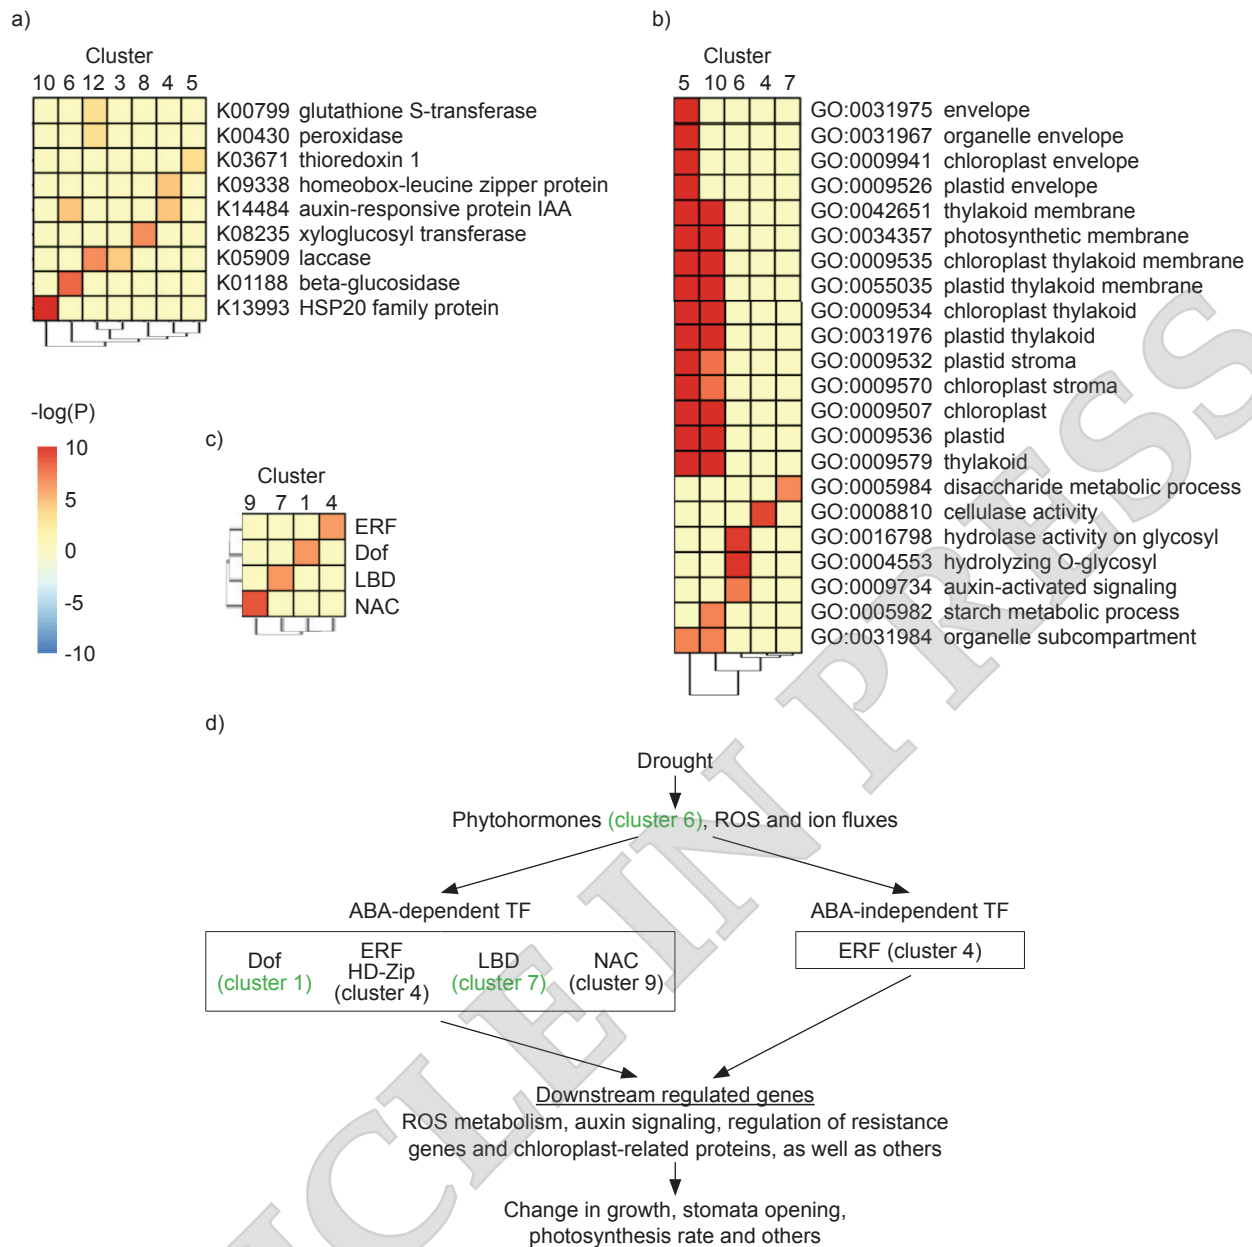 a)
Cluster
10 6 12 3 8 4 5
K00799 glutathione S-transferase
K00430 peroxidase
K03671 thioredoxin 1
K09338 homeobox-leucine zipper protein
K14484 auxin-responsive protein IAA
K08235 xyloglucosyl transferase
K05909 laccase
K01188 beta-glucosidase
K13993 HSP20 family protein
-log(P)
10
5
0
-5
-10
b)
Cluster
5 10 6 4 7
GO:0031975 envelope
GO:0031967 organelle envelope
GO:0009941 chloroplast envelope
GO:0009526 plastid envelope
GO:0042651 thylakoid membrane
GO:0034357 photosynthetic membrane
GO:0009535 chloroplast thylakoid membrane
GO:0055035 plastid thylakoid membrane
GO:0009534 chloroplast thylakoid
GO:0031976 plastid thylakoid
GO:0009532 plastid stroma
GO:0009570 chloroplast stroma
GO:0009507 chloroplast
GO:0009536 plastid
GO:0009579 thylakoid
GO:0005984 disaccharide metabolic process
GO:0008810 cellulase activity
GO:0016798 hydrolase activity on glycosyl
GO:0004553 hydrolyzing O-glycosyl
GO:0009734 auxin-activated signaling
GO:0005982 starch metabolic process
GO:0031984 organelle subcompartment
c)
Cluster
9 7 1 4
ERF
Dof
LBD
NAC
d)
Drought
Phytohormones (cluster 6), ROS and ion fluxes
ABA-dependent TF
Dof
(cluster 1)
ERF
HD-Zip
(cluster 4)
LBD
(cluster 7)
NAC
(cluster 9)
ABA-independent TF
ERF (cluster 4)
Downstream regulated genes
ROS metabolism, auxin signaling, regulation of resistance
genes and chloroplast-related proteins, as well as others
Change in growth, stomata opening,
photosynthesis rate and others
ICLE IN PRESS